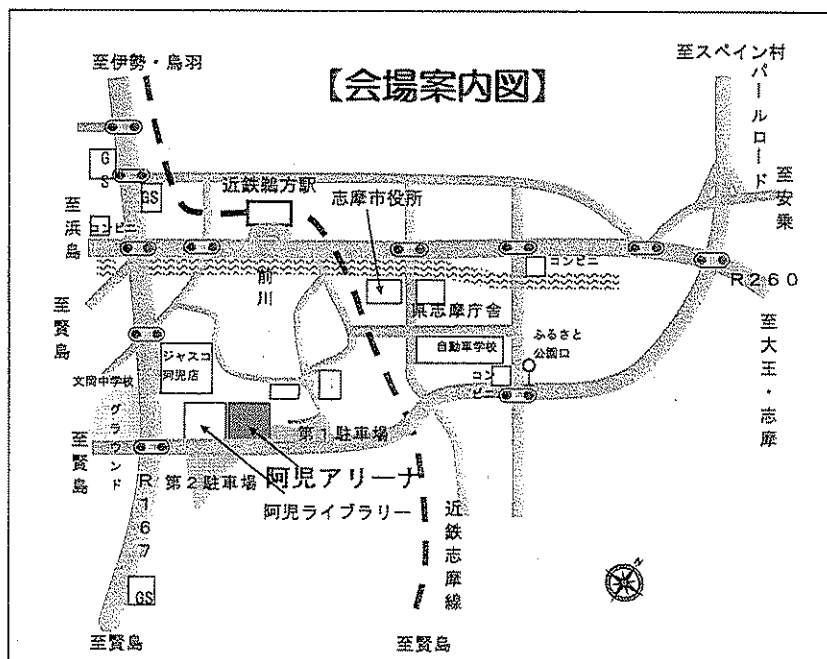 至伊勢・鳥羽
【会場案内図】
至スペイン村
パールロード
至安乗
GS
GS
近鉄鵜方駅
志摩市役所
至浜島
コンビニ
コンビニ
R260
前川
県志摩庁舎
至賢島
至大王・志摩
自動車学校
ふるさと
公園口
ジャスコ
阿児店
コンビニ
文岡中学校
グラウンド
至賢島
第1駐車場
R167
第2駐車場
阿児アリーナ
阿児ライブラリー
近鉄志摩線
N
GS
至賢島
至賢島